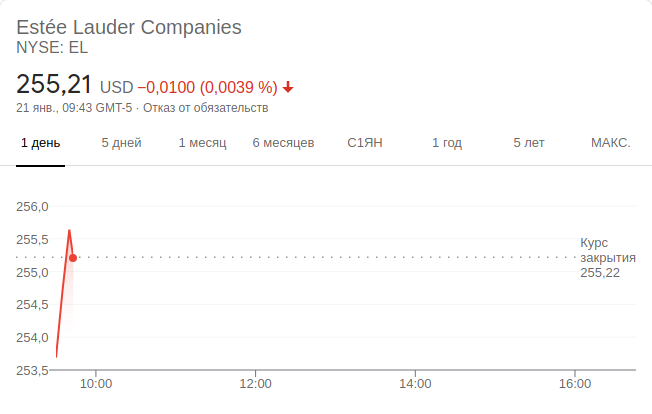 Estée Lauder Companies
NYSE: EL
255,21 USD −0,0100 (0,0039 %)
21 янв., 09:43 GMT-5 · Отказ от обязательств
1 день 5 дней 1 месяц 6 месяцев С1ЯН 1 год 5 лет МАКС.
256,0
255,5
255,0
254,5
254,0
253,5
Курс
закрытия
255,22
10:00 12:00 14:00 16:00